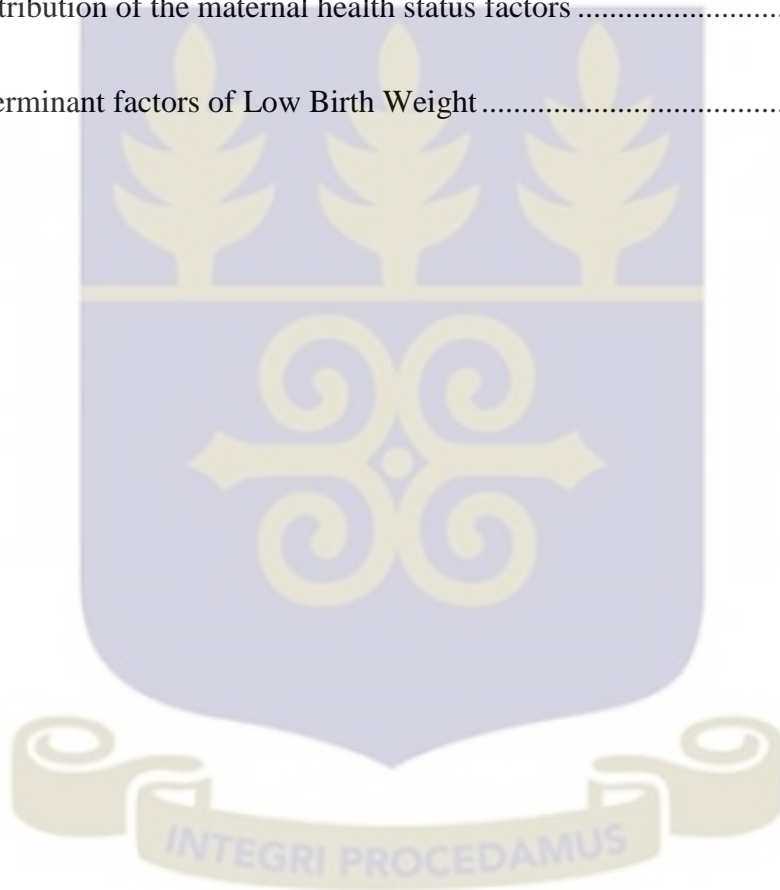 tribution of the maternal health status factors ..........................
erminant factors of Low Birth Weight .......................................
INTEGRI PROCEDAMUS